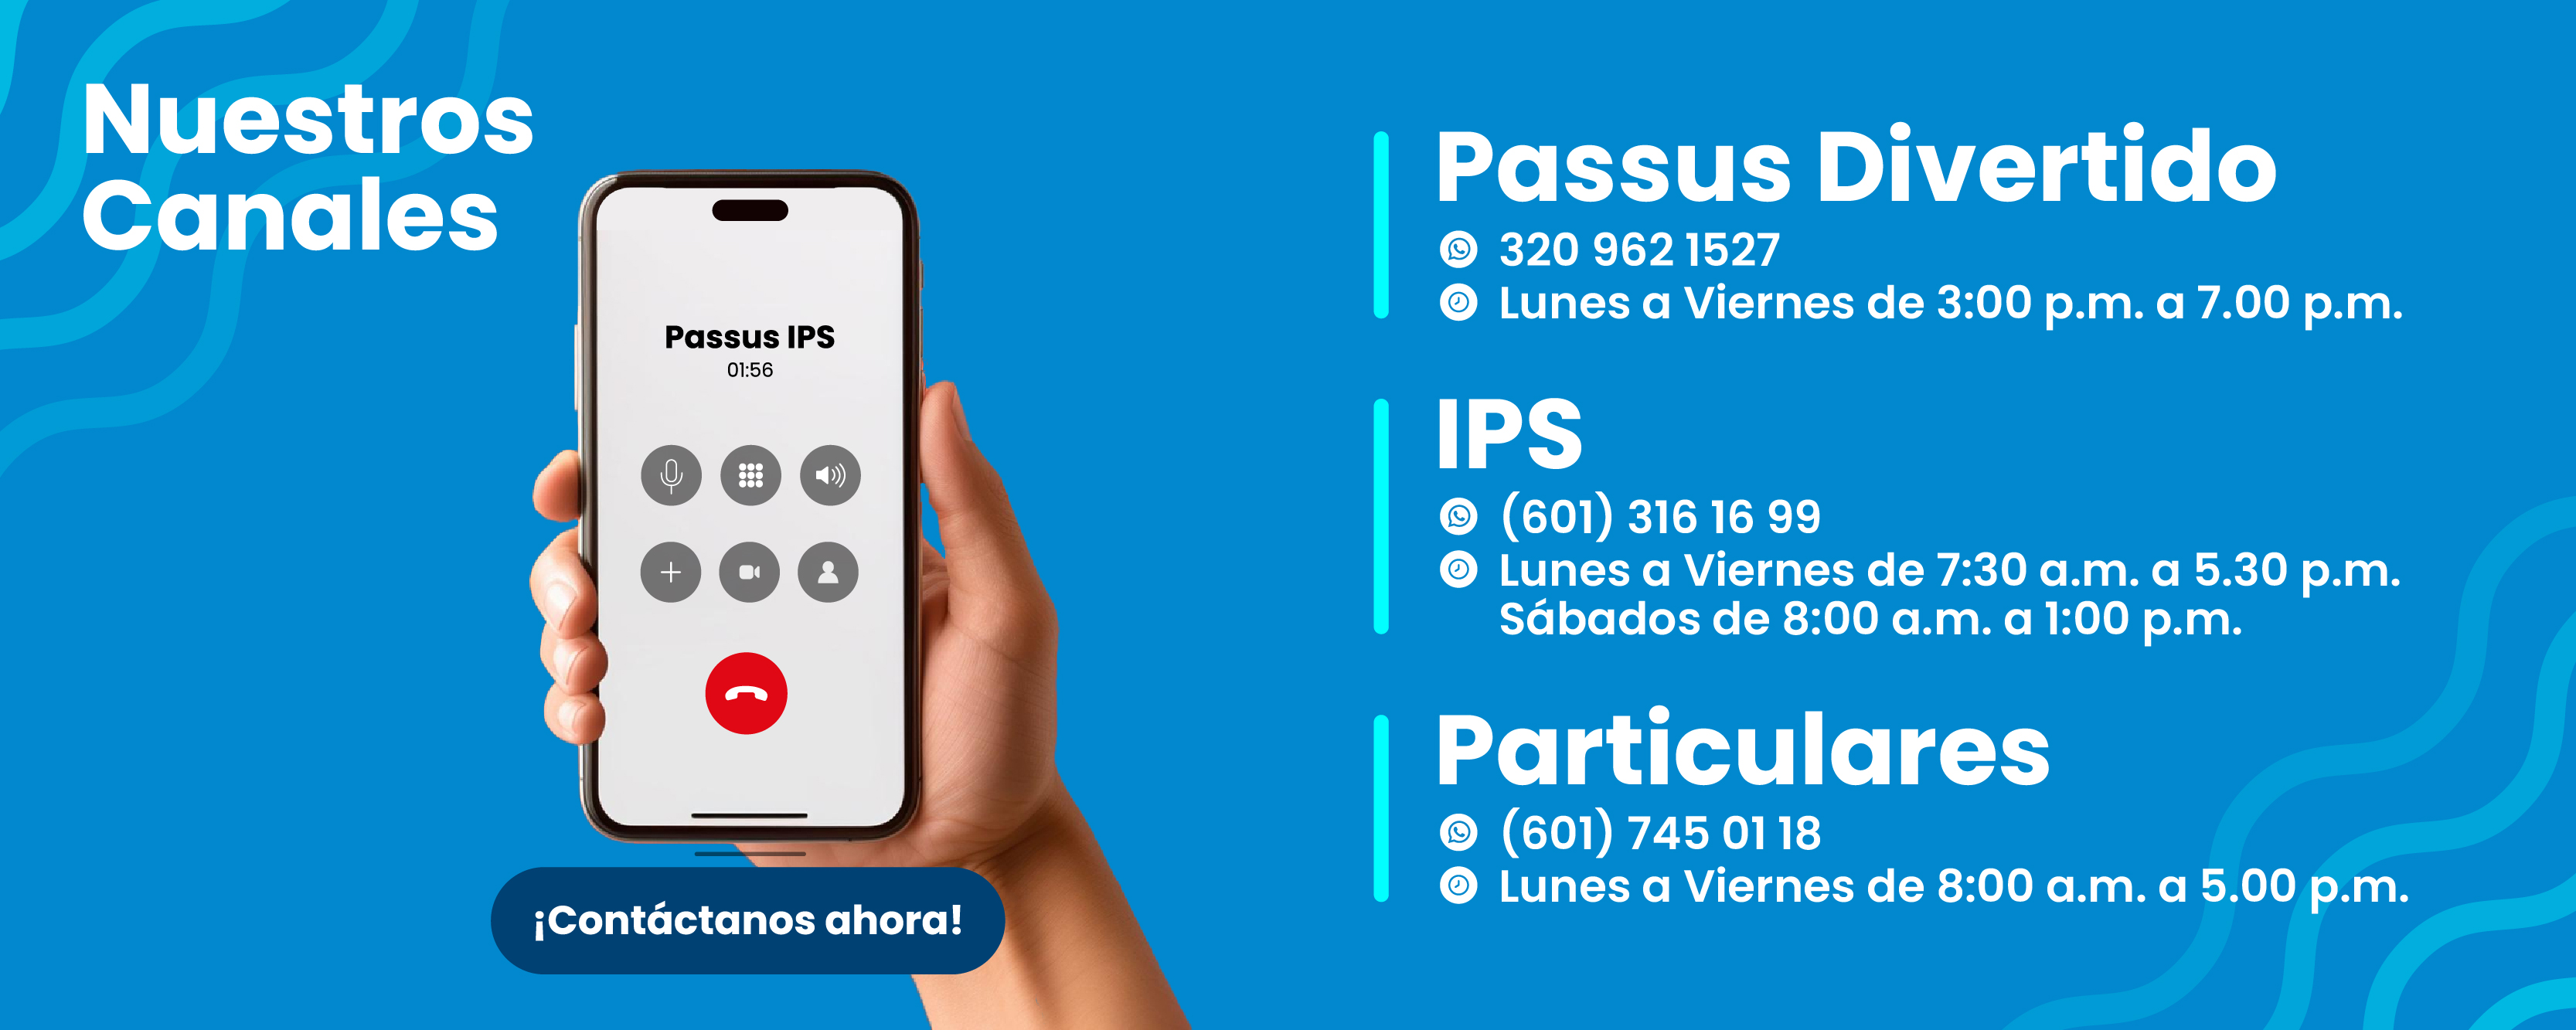 Nuestros
Canales
Passus IPS
01:56
¡Contáctanos ahora!
Passus Divertido
320 962 1527
Lunes a Viernes de 3:00 p.m. a 7.00 p.m.
IPS
(601) 316 16 99
Lunes a Viernes de 7:30 a.m. a 5.30 p.m.
Sábados de 8:00 a.m. a 1:00 p.m.
Particulares
(601) 745 01 18
Lunes a Viernes de 8:00 a.m. a 5.00 p.m.